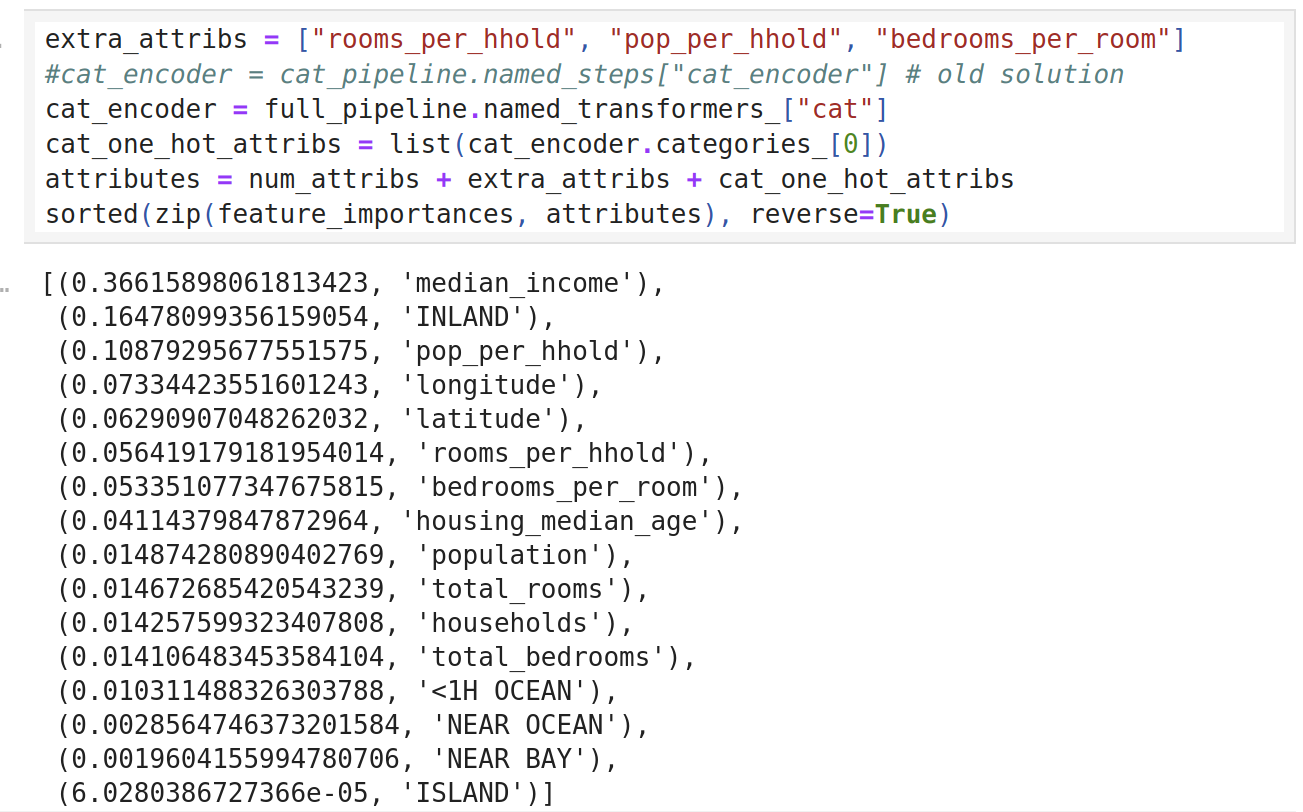 extra_attribs = ["rooms_per_hhold", "pop_per_hhold", "bedrooms_per_room"]
#cat_encoder = cat_pipeline.named_steps["cat_encoder"] # old solution
cat_encoder = full_pipeline.named_transformers_["cat"]
cat_one_hot_attribs = list(cat_encoder.categories_[0])
attributes = num_attribs + extra_attribs + cat_one_hot_attribs
sorted(zip(feature_importances, attributes), reverse=True)
[(0.36615898061813423, 'median_income'),
(0.16478099356159054, 'INLAND'),
(0.10879295677551575, 'pop_per_hhold'),
(0.07334423551601243, 'longitude'),
(0.06290907048262032, 'latitude'),
(0.056419179181954014, 'rooms_per_hhold'),
(0.053351077347675815, 'bedrooms_per_room'),
(0.04114379847872964, 'housing_median_age'),
(0.014874280890402769, 'population'),
(0.014672685420543239, 'total_rooms'),
(0.014257599323407808, 'households'),
(0.014106483453584104, 'total_bedrooms'),
(0.010311488326303788, '<1H OCEAN'),
(0.0028564746373201584, 'NEAR OCEAN'),
(0.0019604155994780706, 'NEAR BAY'),
(6.0280386727366e-05, 'ISLAND')]